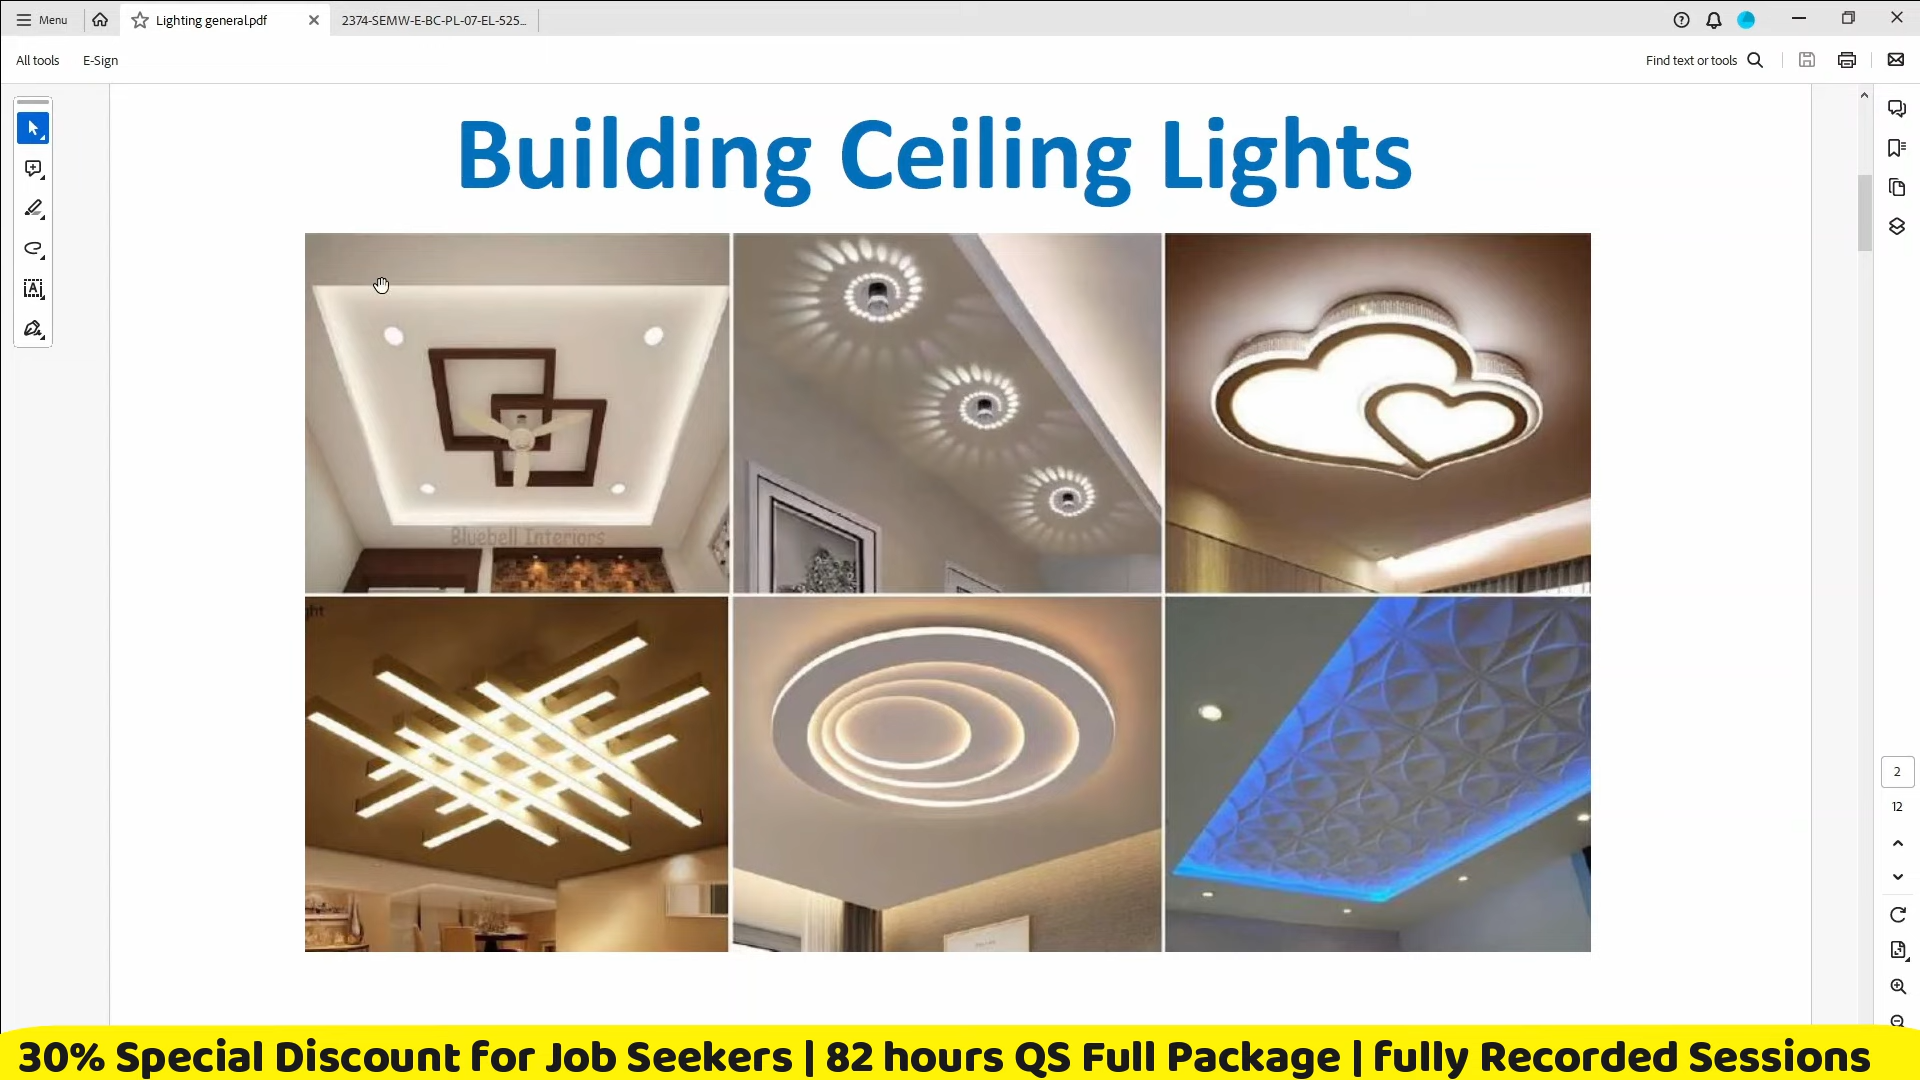 Menu
Lighting general.pdf
2374-SEMW-E-BC-PL-07-EL-525...
All tools
E-Sign
Find text or tools
Building Ceiling Lights
Bluebell Interiors
ght
2
12
30% Special Discount for Job Seekers | 82 hours QS Full Package | fully Recorded Sessions